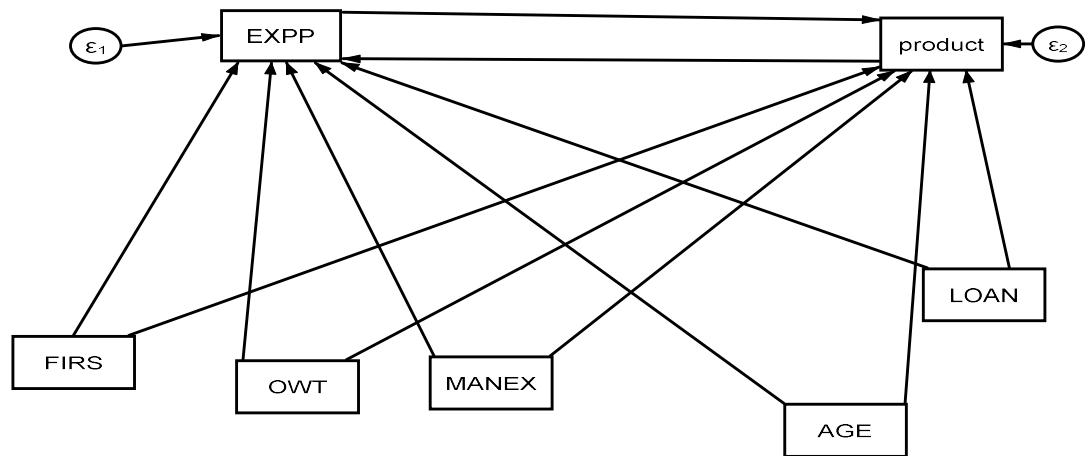 EXPP
product
ε₁
ε₂
LOAN
FIRS
OWT
MANEX
AGE